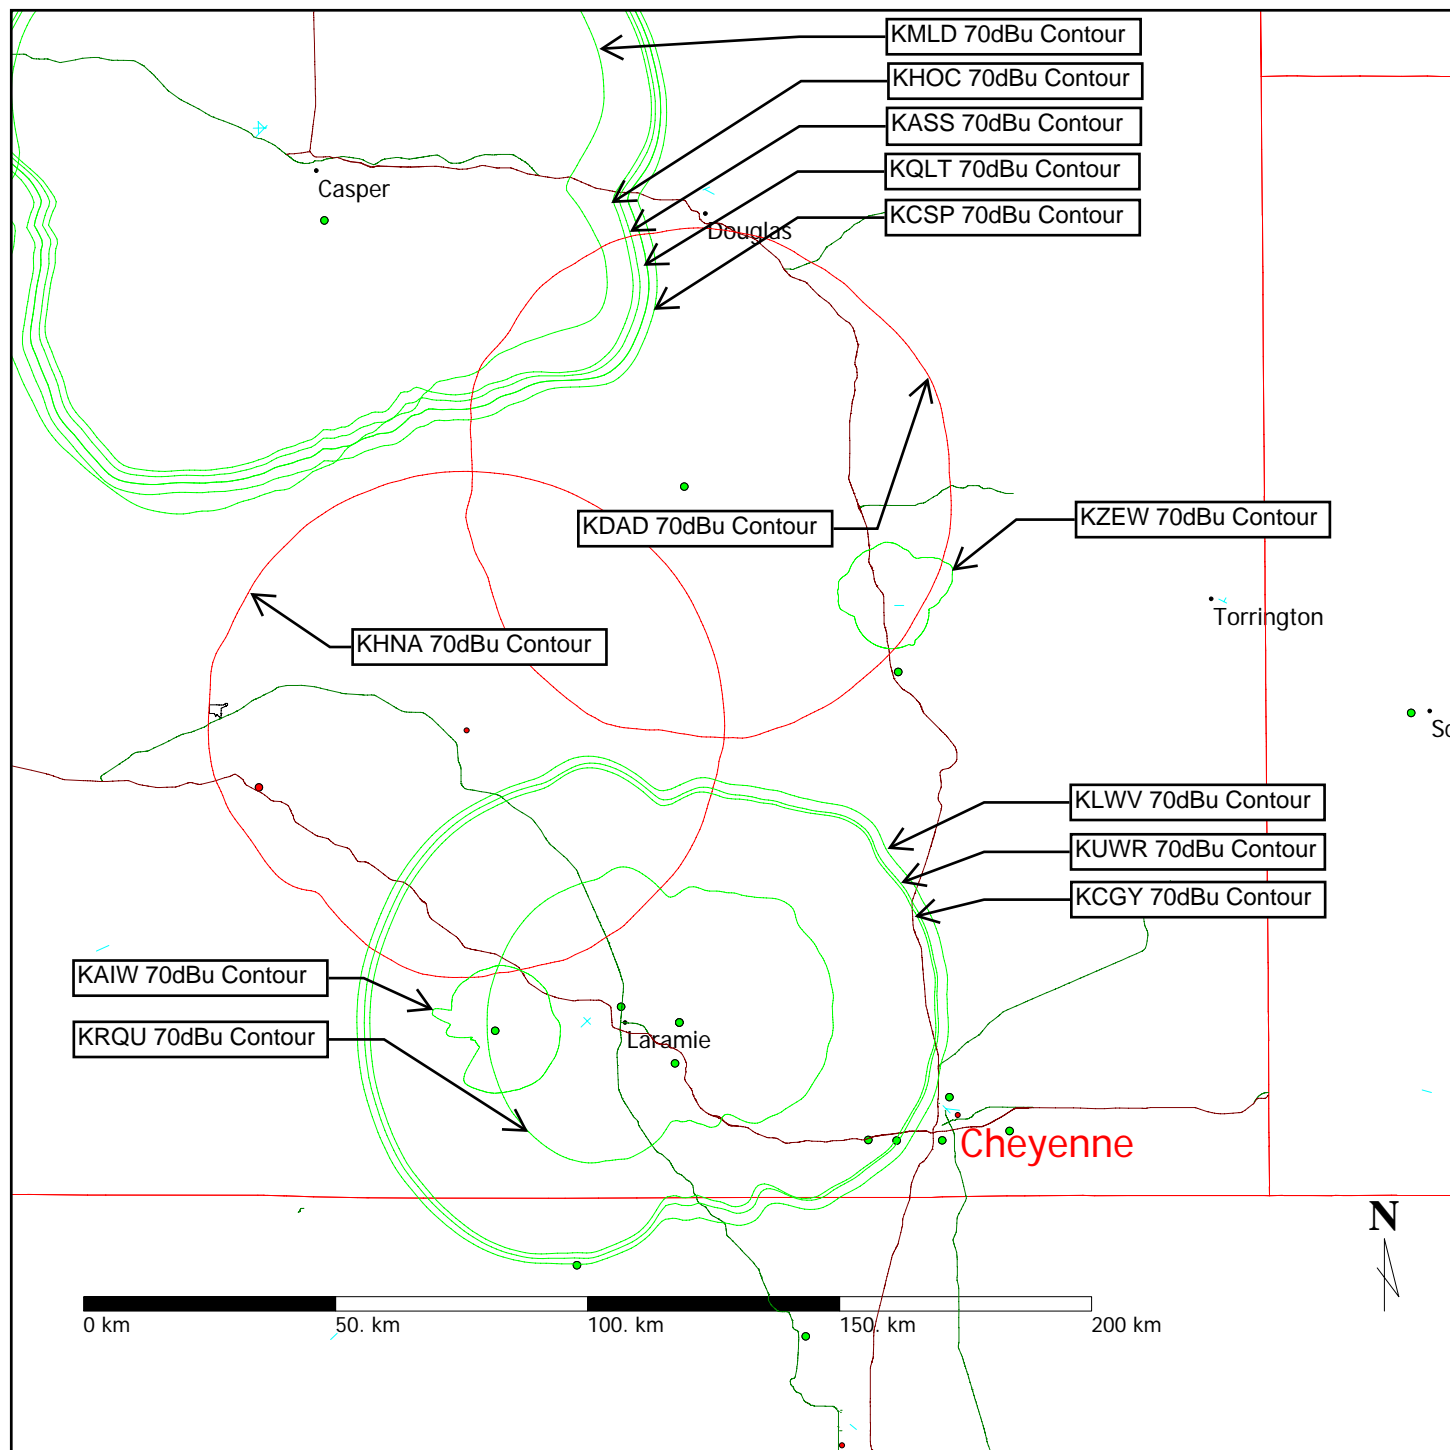 KMLD 70dBu Contour
KHOC 70dBu Contour
KASS 70dBu Contour
KQLT 70dBu Contour
KCSP 70dBu Contour
Casper
Douglas
KDAD 70dBu Contour
KZEW 70dBu Contour
Torrington
KHNA 70dBu Contour
Sc
KLWV 70dBu Contour
KUWR 70dBu Contour
KCGY 70dBu Contour
KAIW 70dBu Contour
KRQU 70dBu Contour
Laramie
Cheyenne
N
0 km 50. km 100. km 150. km 200 km